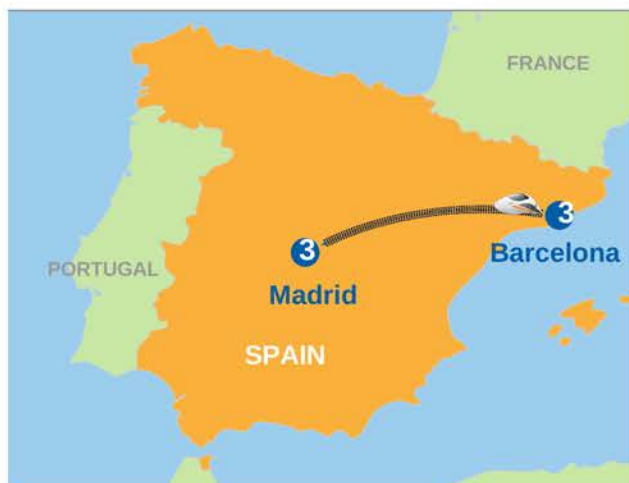 FRANCE
3
Barcelona
3
Madrid
PORTUGAL
SPAIN